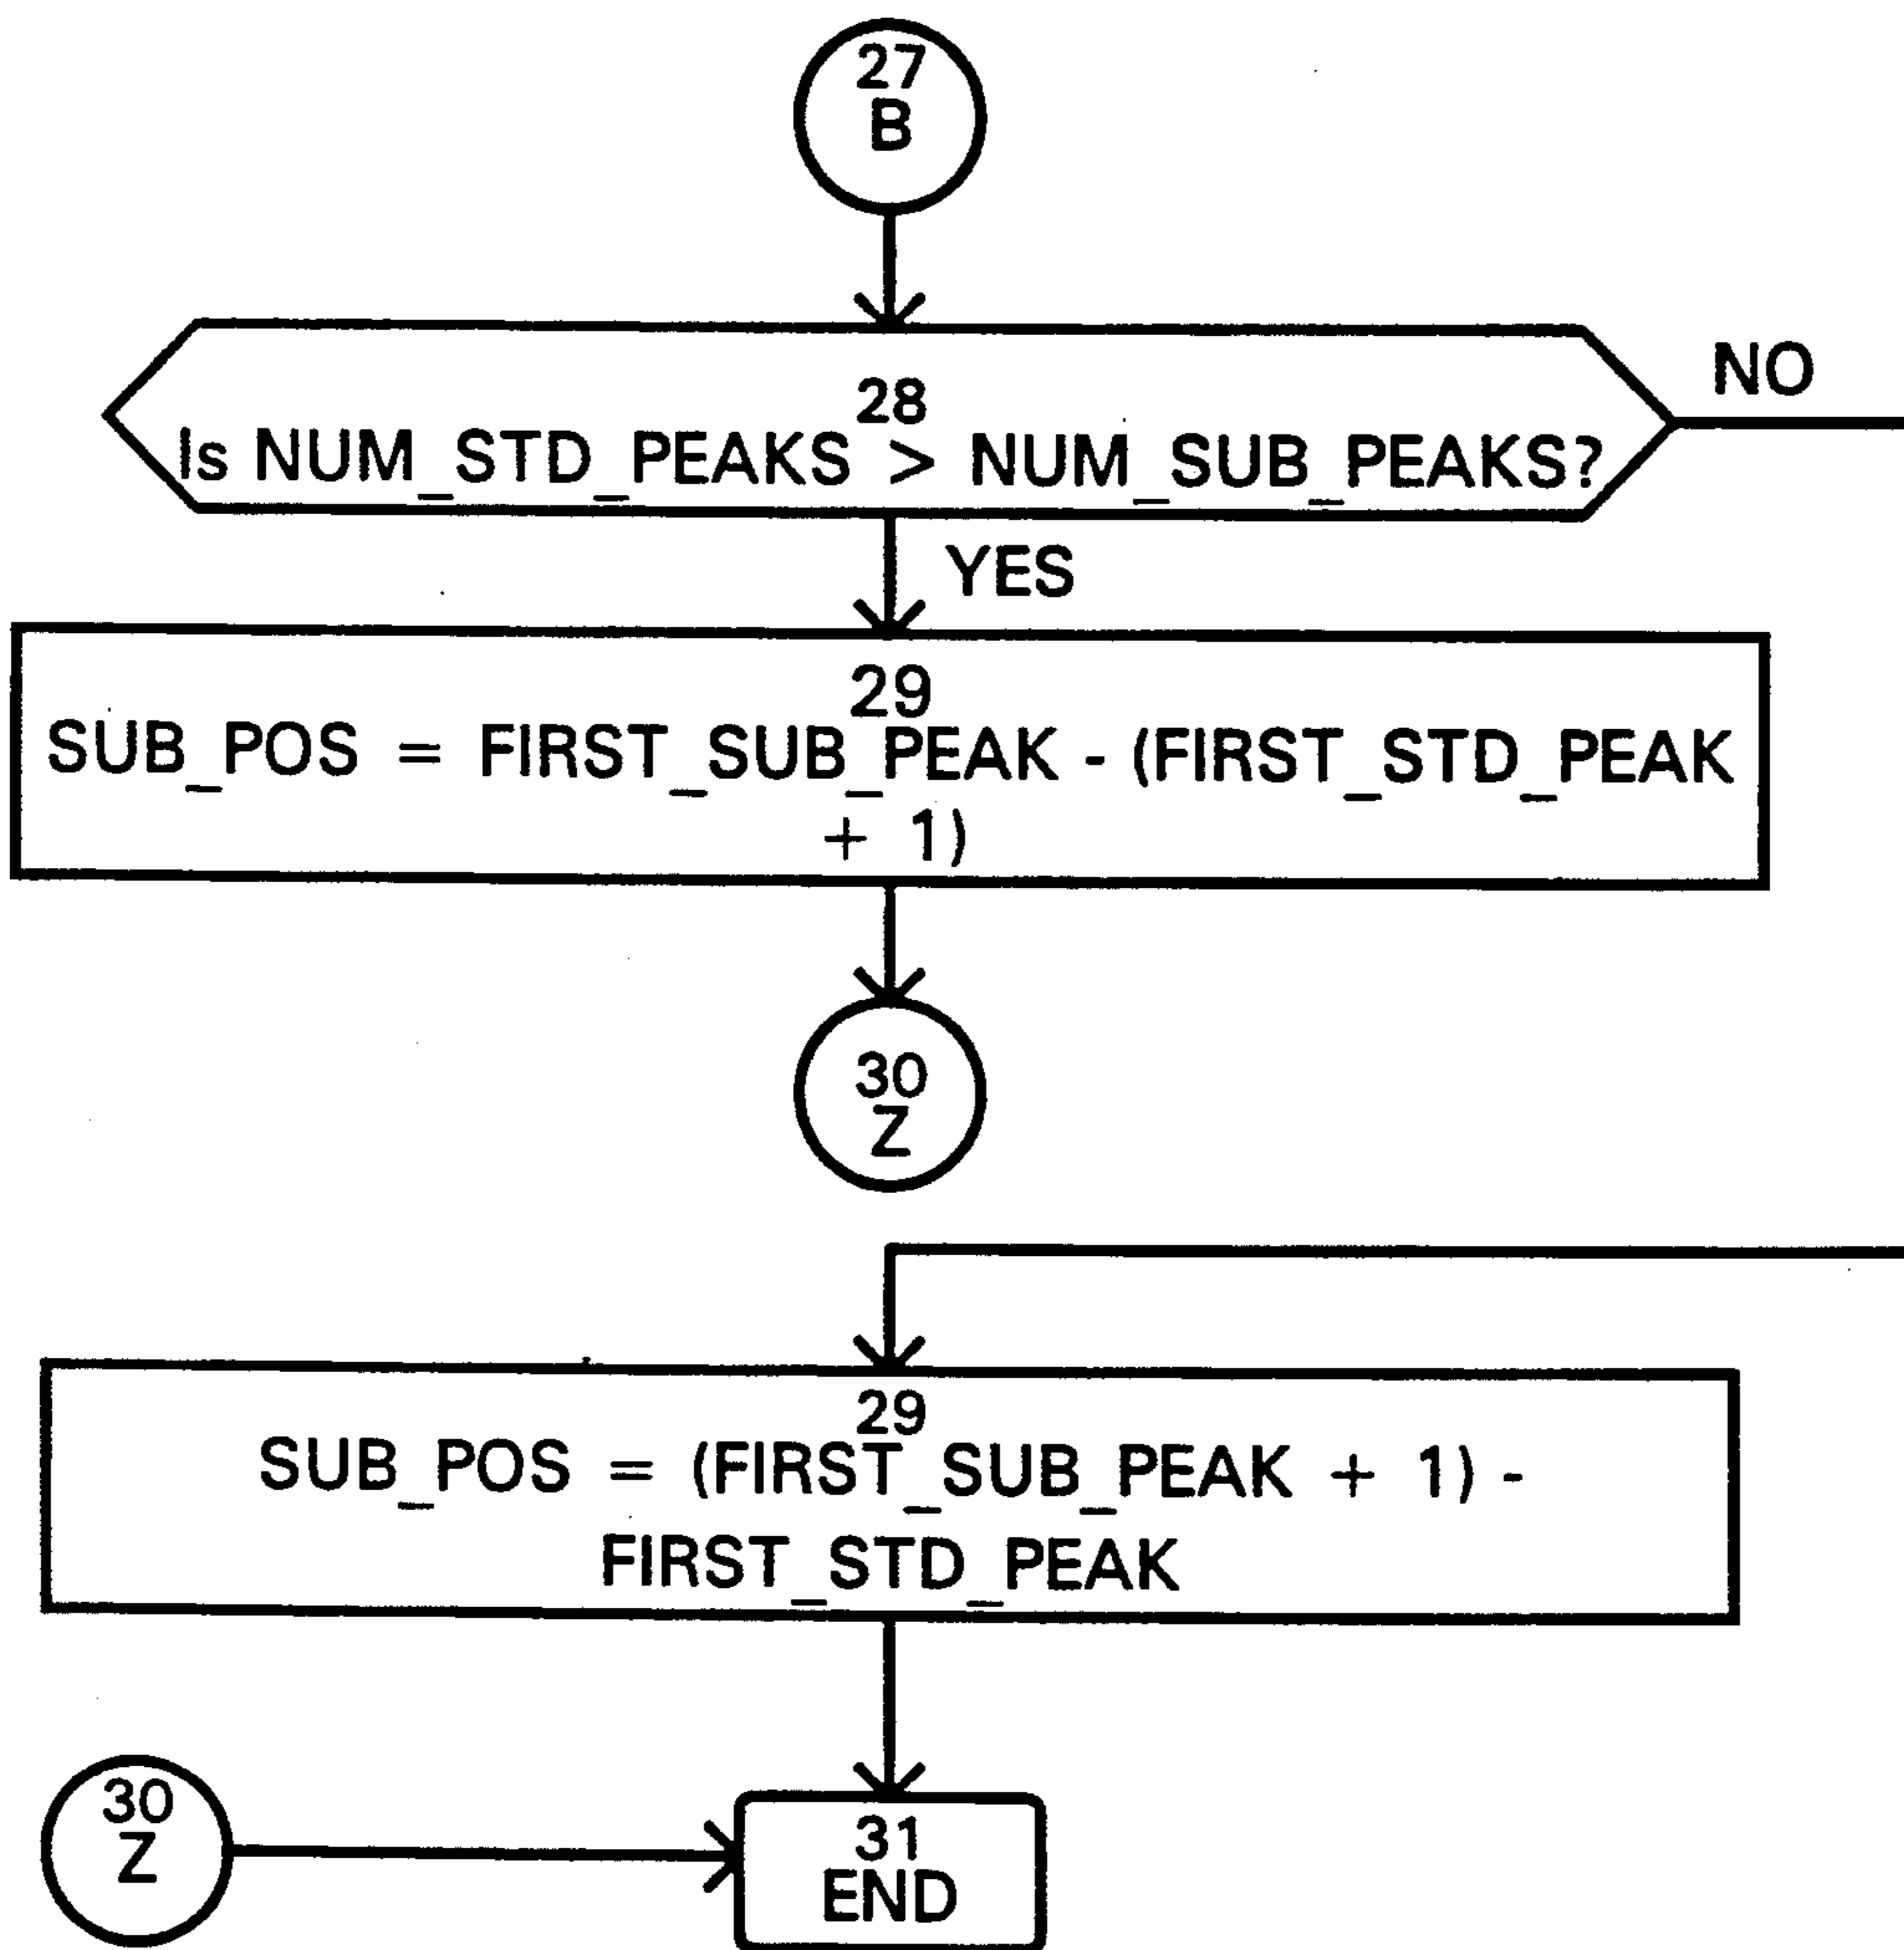 27
B
28
NO
Is NUM_STD_PEAKS > NUM_SUB_PEAKS?
YES
29
SUB_POS = FIRST_SUB_PEAK - (FIRST_STD_PEAK
+ 1)
30
Z
29
SUB_POS = (FIRST_SUB_PEAK + 1) -
FIRST_STD_PEAK
30
Z
31
END